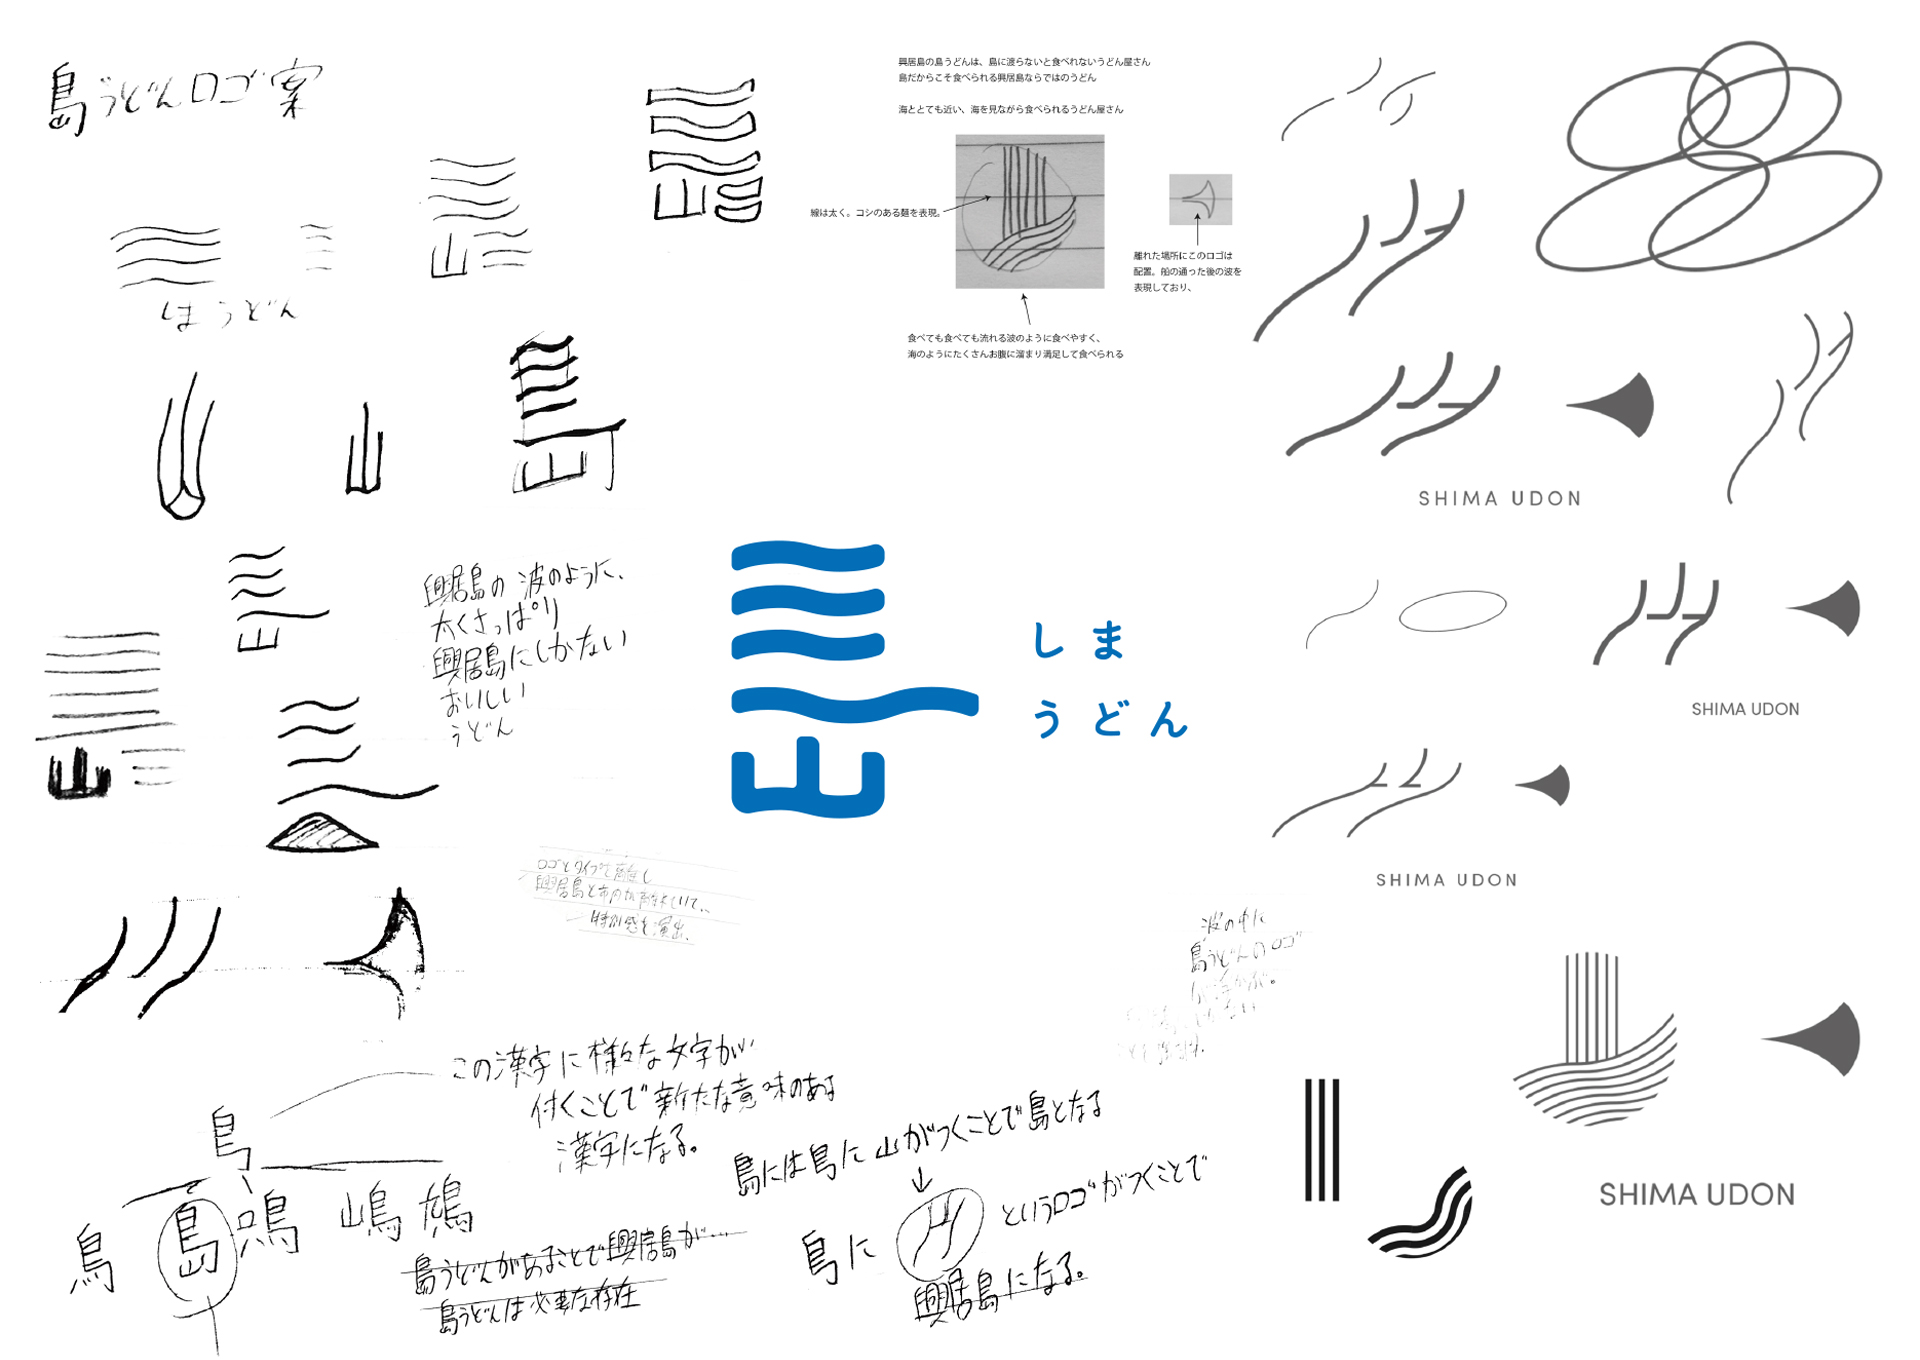 島うどんロゴ案
興居島の島うどんは、島に渡らないと食べれないうどん屋さん
島だからこそ食べられる興居島ならではのうどん
海ととても近い、海を見ながら食べられるうどん屋さん
線は太く。コシのある麺を表現。
離れた場所にこのロゴは
配置。船の通った後の波を
表現しており、
食べても食べても流れる波のように食べやすく、
海のようにたくさんお腹に溜まり満足して食べられる
山
山
しまうどん
SHIMA UDON
興居島の 波のように、
太くさっぱり
興居島にしかない
おいしい
うどん
しま
うどん
SHIMA UDON
SHIMA UDON
山
ロゴとタイプを離し
興居島と市内が離れていて、
特別感を演出、
波の中に
島うどんのロゴ
この漢字に様々な文字が
付くことで新たな意味のある
漢字になる。
鳥 島 鳴 嶋 鳩
島うどんがあることで興居島が…
島うどんは必要な存在
島には鳥に山がつくことで島となる
島に
というロゴがつくことで
興居島になる。
SHIMA UDON